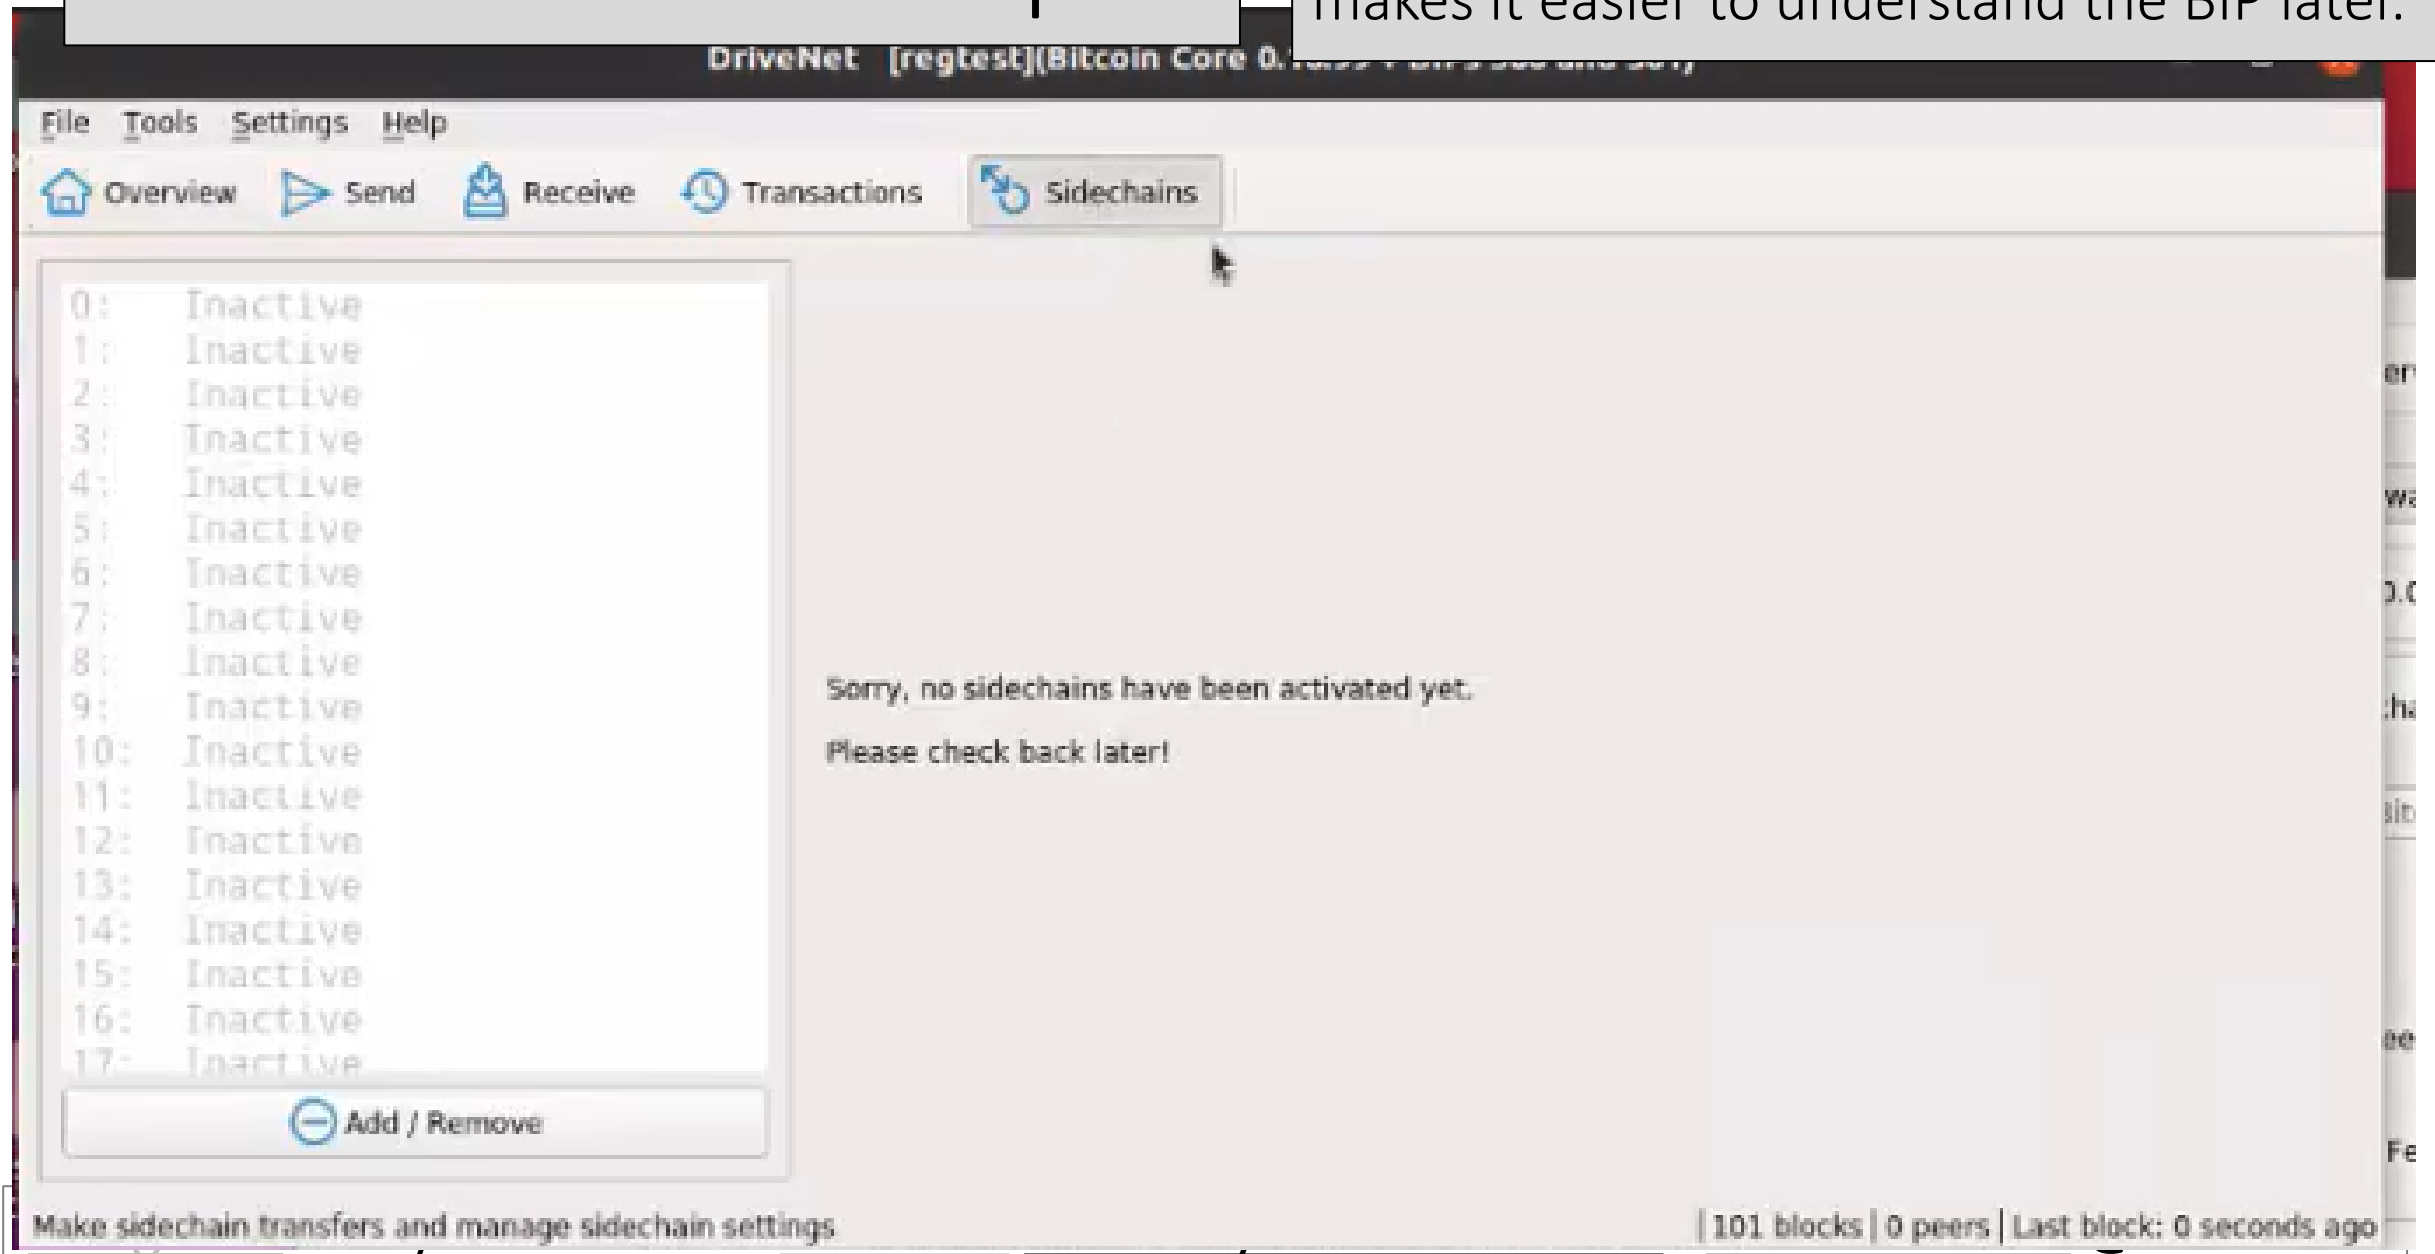 makes it easier to understand the BIP later.
DriveNet [regtest](Bitcoin Core
File Tools Settings Help
Overview Send Receive Transactions Sidechains
0: Inactive
1: Inactive
2: Inactive
3: Inactive
4: Inactive
5: Inactive
6: Inactive
7: Inactive
8: Inactive
9: Inactive
10: Inactive
11: Inactive
12: Inactive
13: Inactive
14: Inactive
15: Inactive
16: Inactive
17: Inactive
Sorry, no sidechains have been activated yet.
Please check back later!
Add / Remove
Make sidechain transfers and manage sidechain settings
101 blocks | 0 peers | Last block: 0 seconds ago